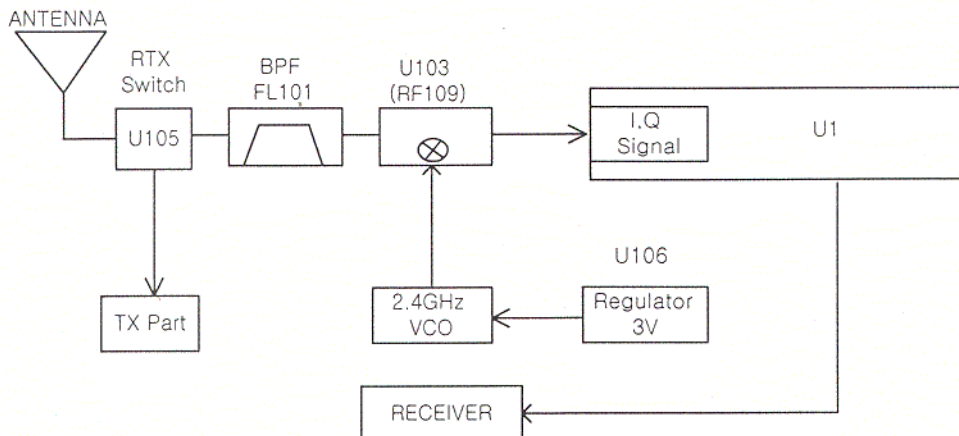 ANTENNA
RTX
Switch
U105
BPF
FL101
U103
(RF109)
I.Q
Signal
U1
TX Part
2.4GHz
VCO
U106
Regulator
3V
RECEIVER